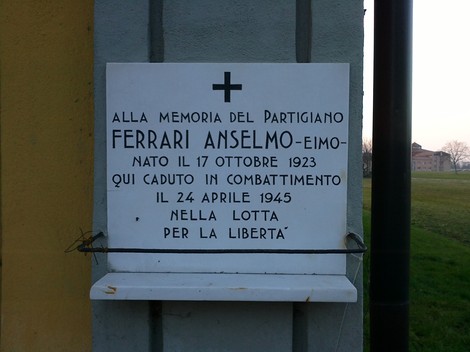 ALLA MEMORIA DEL PARTIGIANO
FERRARI ANSELMO -EIMO-
NATO IL 17 OTTOBRE 1923
QUI CADUTO IN COMBATTIMENTO
IL 24 APRILE 1945
NELLA LOTTA
PER LA LIBERTA´